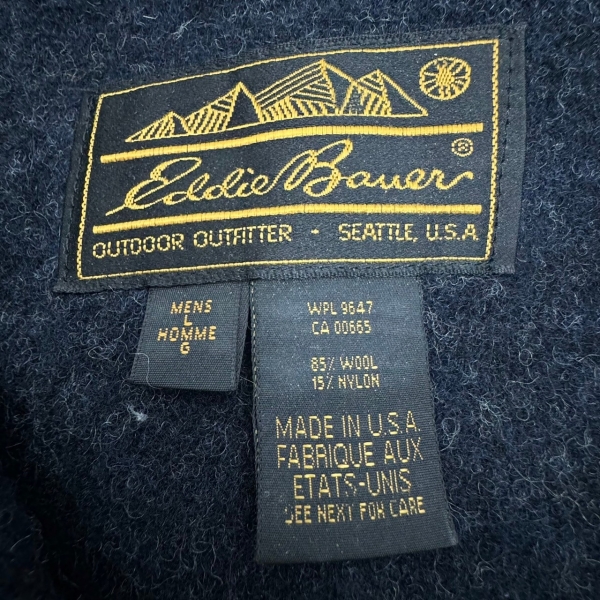 Eddie Bauer®
OUTDOOR OUTFITTER - SEATTLE, U.S.A.
MENS
L
HOMME
G
WPL 9647
CA 00665
85% WOOL
15% NYLON
MADE IN U.S.A.
FABRIQUE AUX
ETATS-UNIS
SEE NEXT FOR CARE